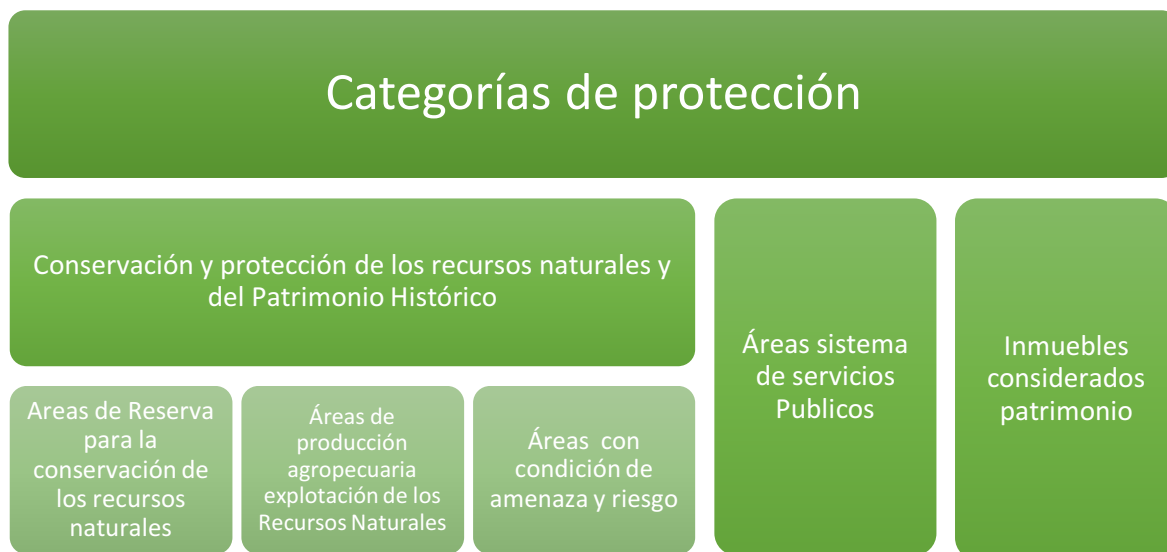 Categorías de protección
Conservación y protección de los recursos naturales y
del Patrimonio Histórico
Áreas sistema
de servicios
Publicos
Inmuebles
considerados
patrimonio
Areas de Reserva
para la
conservación de
los recursos
naturales
Áreas de
producción
agropecuaria
explotación de los
Recursos Naturales
Áreas con
condición de
amenaza y riesgo